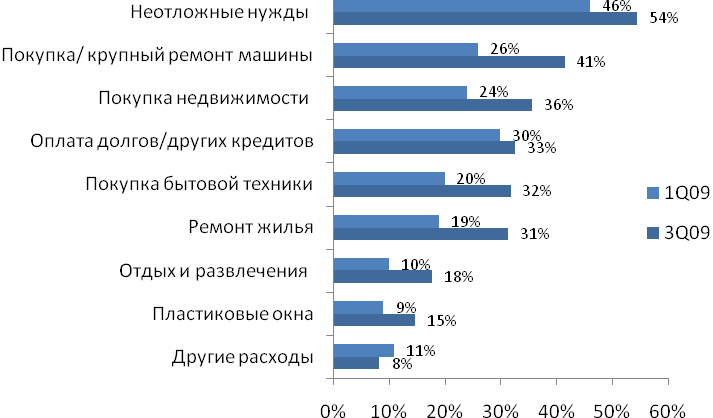 Неотложные нужды 46%
54%
Покупка/ крупный ремонт машины 26%
41%
Покупка недвижимости 24%
36%
Оплата долгов/других кредитов 30%
33%
Покупка бытовой техники 20%
32%
Ремонт жилья 19%
31%
Отдых и развлечения 10%
18%
Пластиковые окна 9%
15%
Другие расходы 11%
8%
1Q09
3Q09
0% 10% 20% 30% 40% 50% 60%